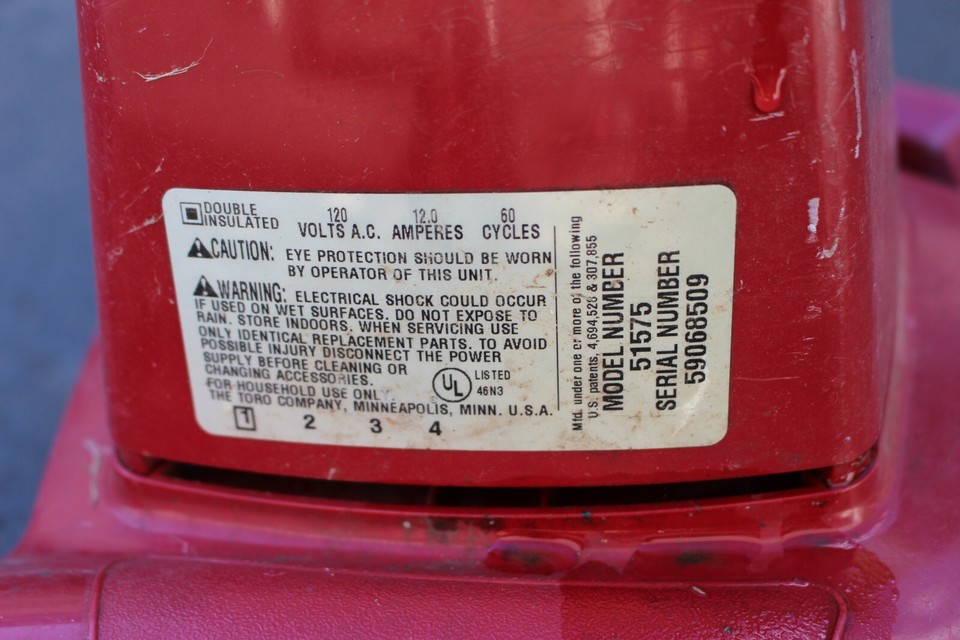 DOUBLE
INSULATED
120 12.0 60
VOLTS A.C. AMPERES CYCLES
CAUTION: EYE PROTECTION SHOULD BE WORN
BY OPERATOR OF THIS UNIT.
WARNING: ELECTRICAL SHOCK COULD OCCUR
IF USED ON WET SURFACES. DO NOT EXPOSE TO
RAIN. STORE INDOORS. WHEN SERVICING USE
ONLY IDENTICAL REPLACEMENT PARTS. TO AVOID
POSSIBLE INJURY DISCONNECT THE POWER
SUPPLY BEFORE CLEANING OR
CHANGING ACCESSORIES.
FOR HOUSEHOLD USE ONLY
UL LISTED
46N3
THE TORO COMPANY, MINNEAPOLIS, MINN. U.S.A.
1 2 3 4
Mfd. under one or more of the following
U.S. patents, 4,694,528 & 307,855
MODEL NUMBER
51575
SERIAL NUMBER
59068509